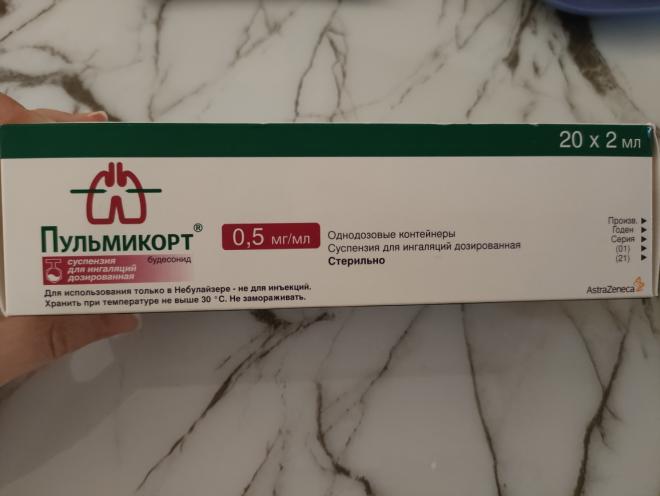 20 x 2 мл
Пульмикорт®
будесонид
суспензия
для ингаляций
дозированная
0,5 мг/мл
Однодозовые контейнеры
Суспензия для ингаляций дозированная
Стерильно
Для использования только в Небулайзере - не для инъекций.
Хранить при температуре не выше 30 °C. Не замораживать.
Произв.
Годен
Серия
(01)
(21)
AstraZeneca